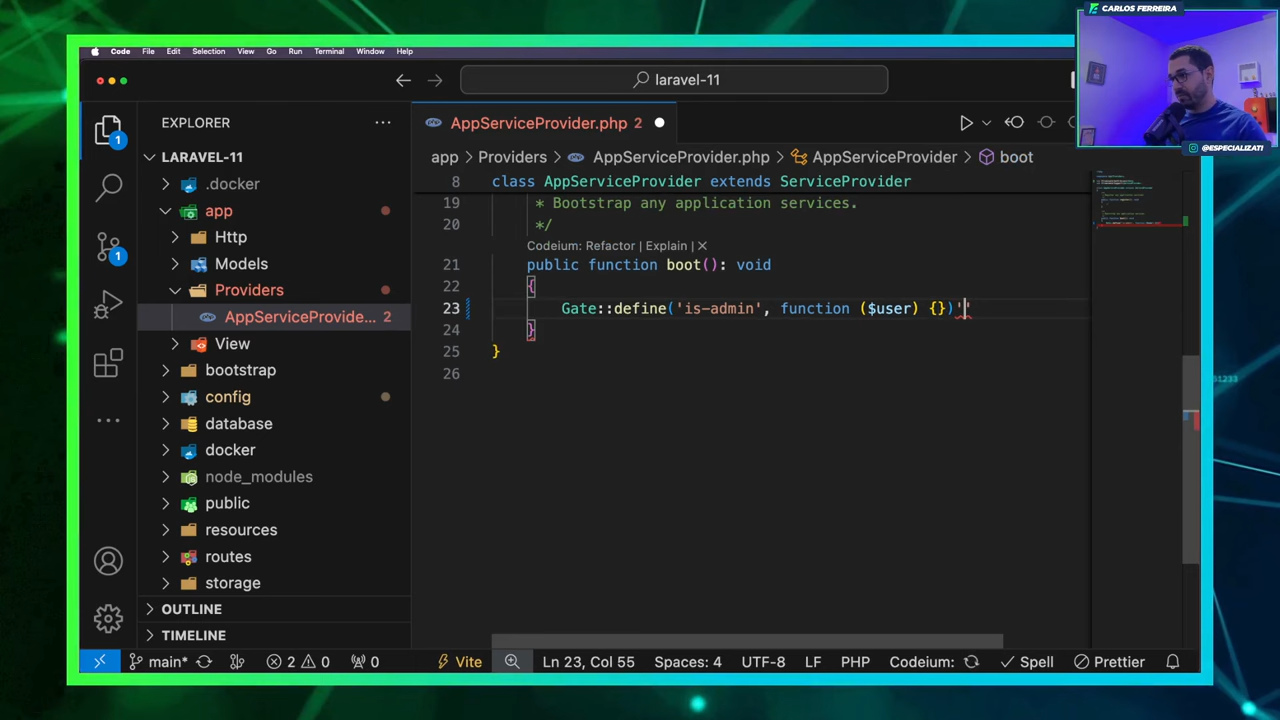 CARLOS FERREIRA
Code File Edit Selection View Go Run Terminal Window Help
laravel-11
EXPLORER
AppServiceProvider.php 2
@ESPECIALIZATI
LARAVEL-11
app Providers AppServiceProvider.php AppServiceProvider boot
8 class AppServiceProvider extends ServiceProvider
.docker
19 * Bootstrap any application services.
app
20 */
Http
Codeium: Refactor | Explain | ✕
Models
21 public function boot(): void
Providers
22 {
AppServiceProvide... 2
23 Gate::define('is-admin', function ($user) {})''
View
24 }
bootstrap
25 }
config
26
database
docker
node_modules
public
resources
routes
storage
OUTLINE
TIMELINE
1
1
main* 2 0 0 Vite Ln 23, Col 55 Spaces: 4 UTF-8 LF PHP Codeium: Spell Prettier